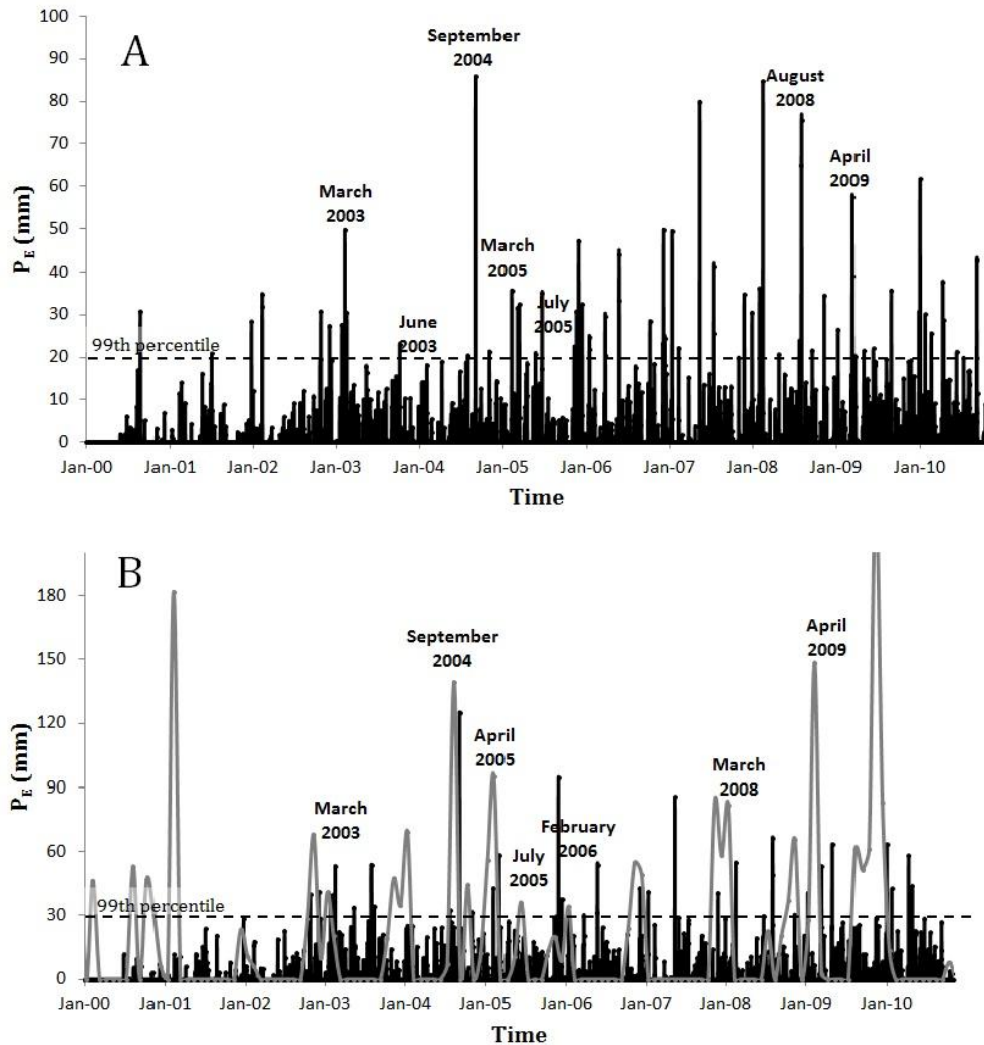 A
100
90
80
70
60
50
40
30
20
10
0
P_E (mm)
September
2004
August
2008
April
2009
March
2003
March
2005
June
2003
July
2005
99th percentile
Jan-00 Jan-01 Jan-02 Jan-03 Jan-04 Jan-05 Jan-06 Jan-07 Jan-08 Jan-09 Jan-10
Time
B
180
150
120
90
60
30
0
P_E (mm)
September
2004
April
2009
April
2005
March
2008
March
2003
February
2006
July
2005
99th percentile
Jan-00 Jan-01 Jan-02 Jan-03 Jan-04 Jan-05 Jan-06 Jan-07 Jan-08 Jan-09 Jan-10
Time